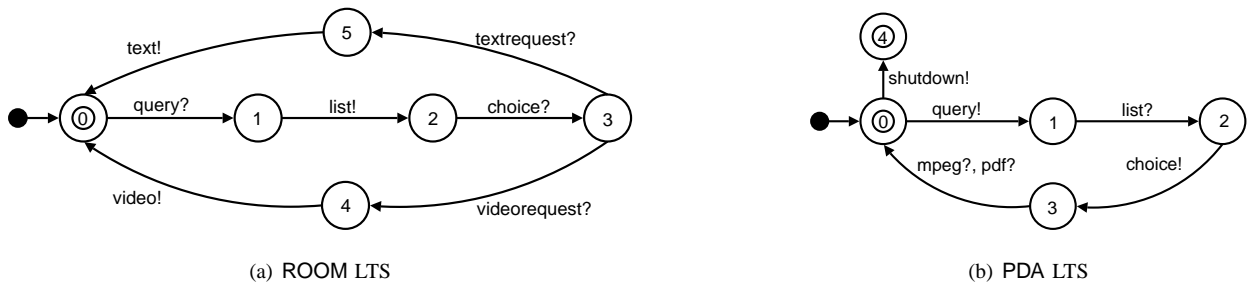 5
text!
textrequest?
0
query?
1
list!
2
choice?
3
video!
4
videorequest?
(a) ROOM LTS
4
shutdown!
0
query!
1
list?
2
mpeg?, pdf?
choice!
3
(b) PDA LTS